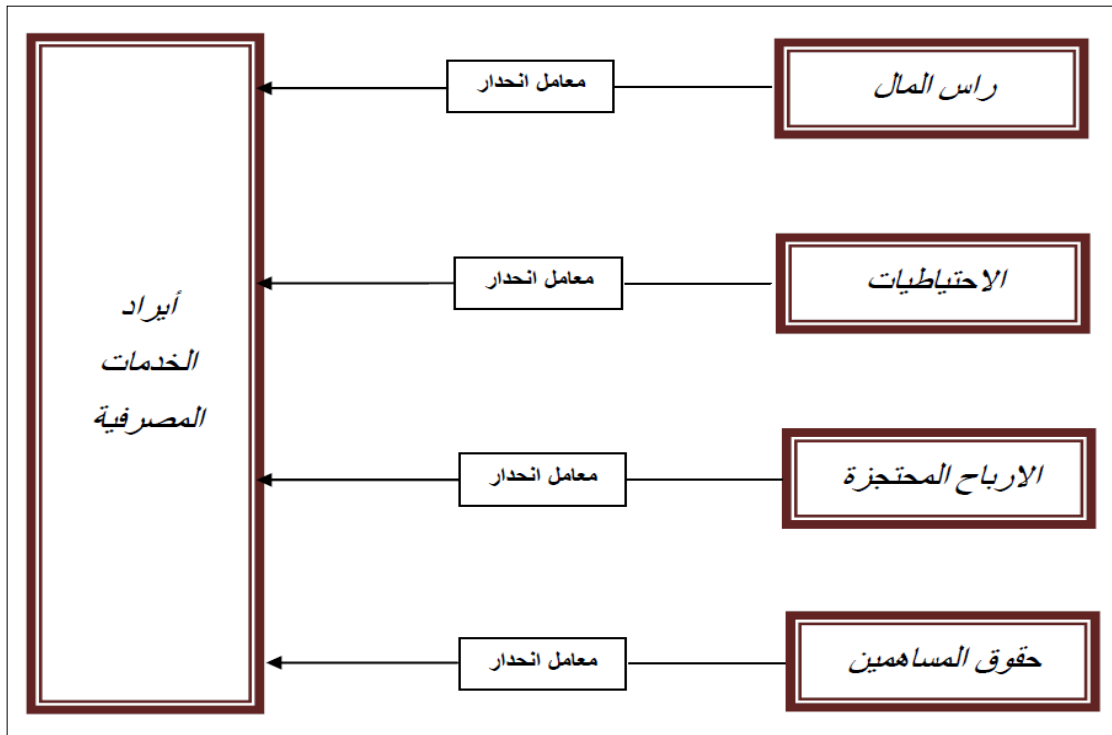 راس المال
معامل انحدار
الاحتياطيات
معامل انحدار
الارباح المحتجزة
معامل انحدار
حقوق المساهمين
معامل انحدار
أيراد
الخدمات
المصرفية